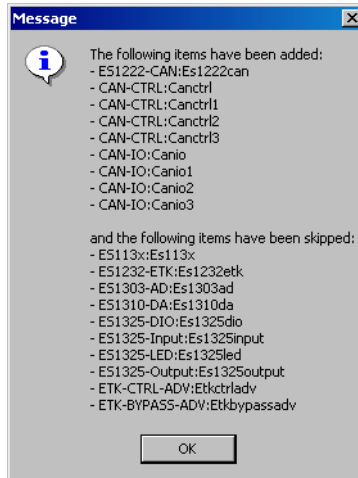 Message
The following items have been added:
- ES1222-CAN:Es1222can
- CAN-CTRL:Canctrl
- CAN-CTRL:Canctrl1
- CAN-CTRL:Canctrl2
- CAN-CTRL:Canctrl3
- CAN-IO:Canio
- CAN-IO:Canio1
- CAN-IO:Canio2
- CAN-IO:Canio3
and the following items have been skipped:
- ES113x:Es113x
- ES1232-ETK:Es1232etk
- ES1303-AD:Es1303ad
- ES1310-DA:Es1310da
- ES1325-DIO:Es1325dio
- ES1325-Input:Es1325input
- ES1325-LED:Es1325led
- ES1325-Output:Es1325output
- ETK-CTRL-ADV:Etkctrladv
- ETK-BYPASS-ADV:Etkbypassadv
OK